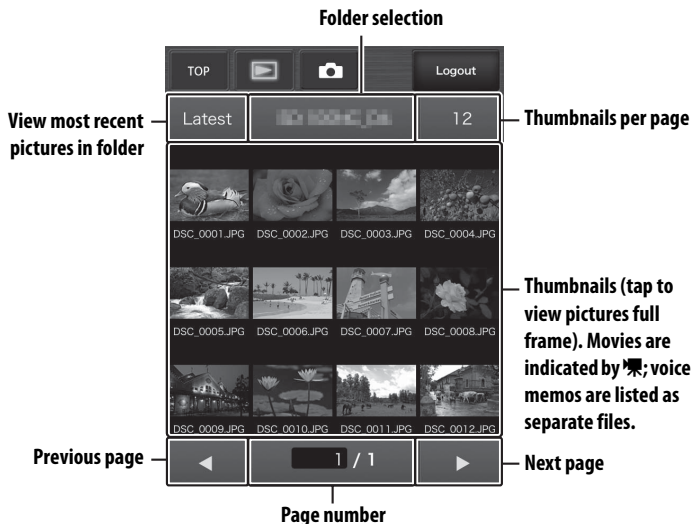 Folder selection
TOP
Logout
View most recent
pictures in folder
Latest
12
Thumbnails per page
DSC_0001.JPG DSC_0002.JPG DSC_0003.JPG DSC_0004.JPG
DSC_0005.JPG DSC_0006.JPG DSC_0007.JPG DSC_0008.JPG
Thumbnails (tap to
view pictures full
frame). Movies are
indicated by ; voice
memos are listed as
separate files.
DSC_0009.JPG DSC_0010.JPG DSC_0011.JPG DSC_0012.JPG
Previous page
1 / 1
Next page
Page number